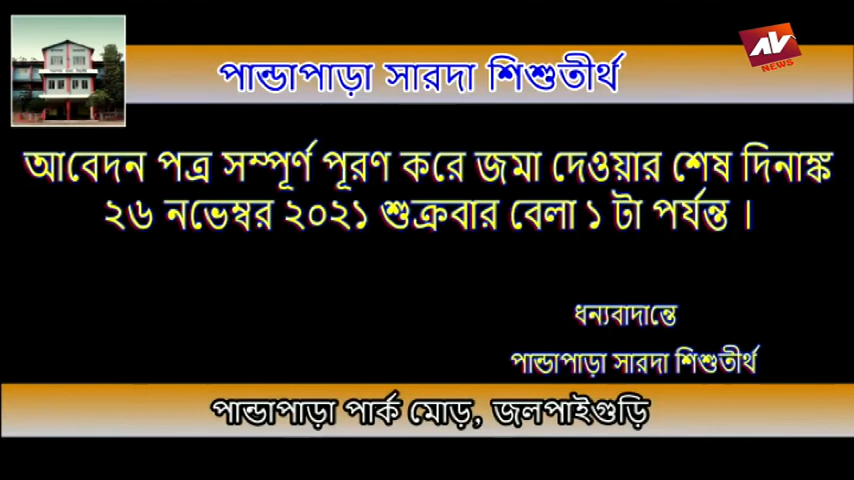 পান্ডাপাড়া সারদা শিশুতীর্থ
AV
NEWS
আবেদন পত্র সম্পূর্ণ পূরণ করে জমা দেওয়ার শেষ দিনাঙ্ক
২৬ নভেম্বর ২০২১ শুক্রবার বেলা ১ টা পর্যন্ত ।
ধন্যবাদান্তে
পান্ডাপাড়া সারদা শিশুতীর্থ
পান্ডাপাড়া পার্ক মোড়, জলপাইগুড়ি